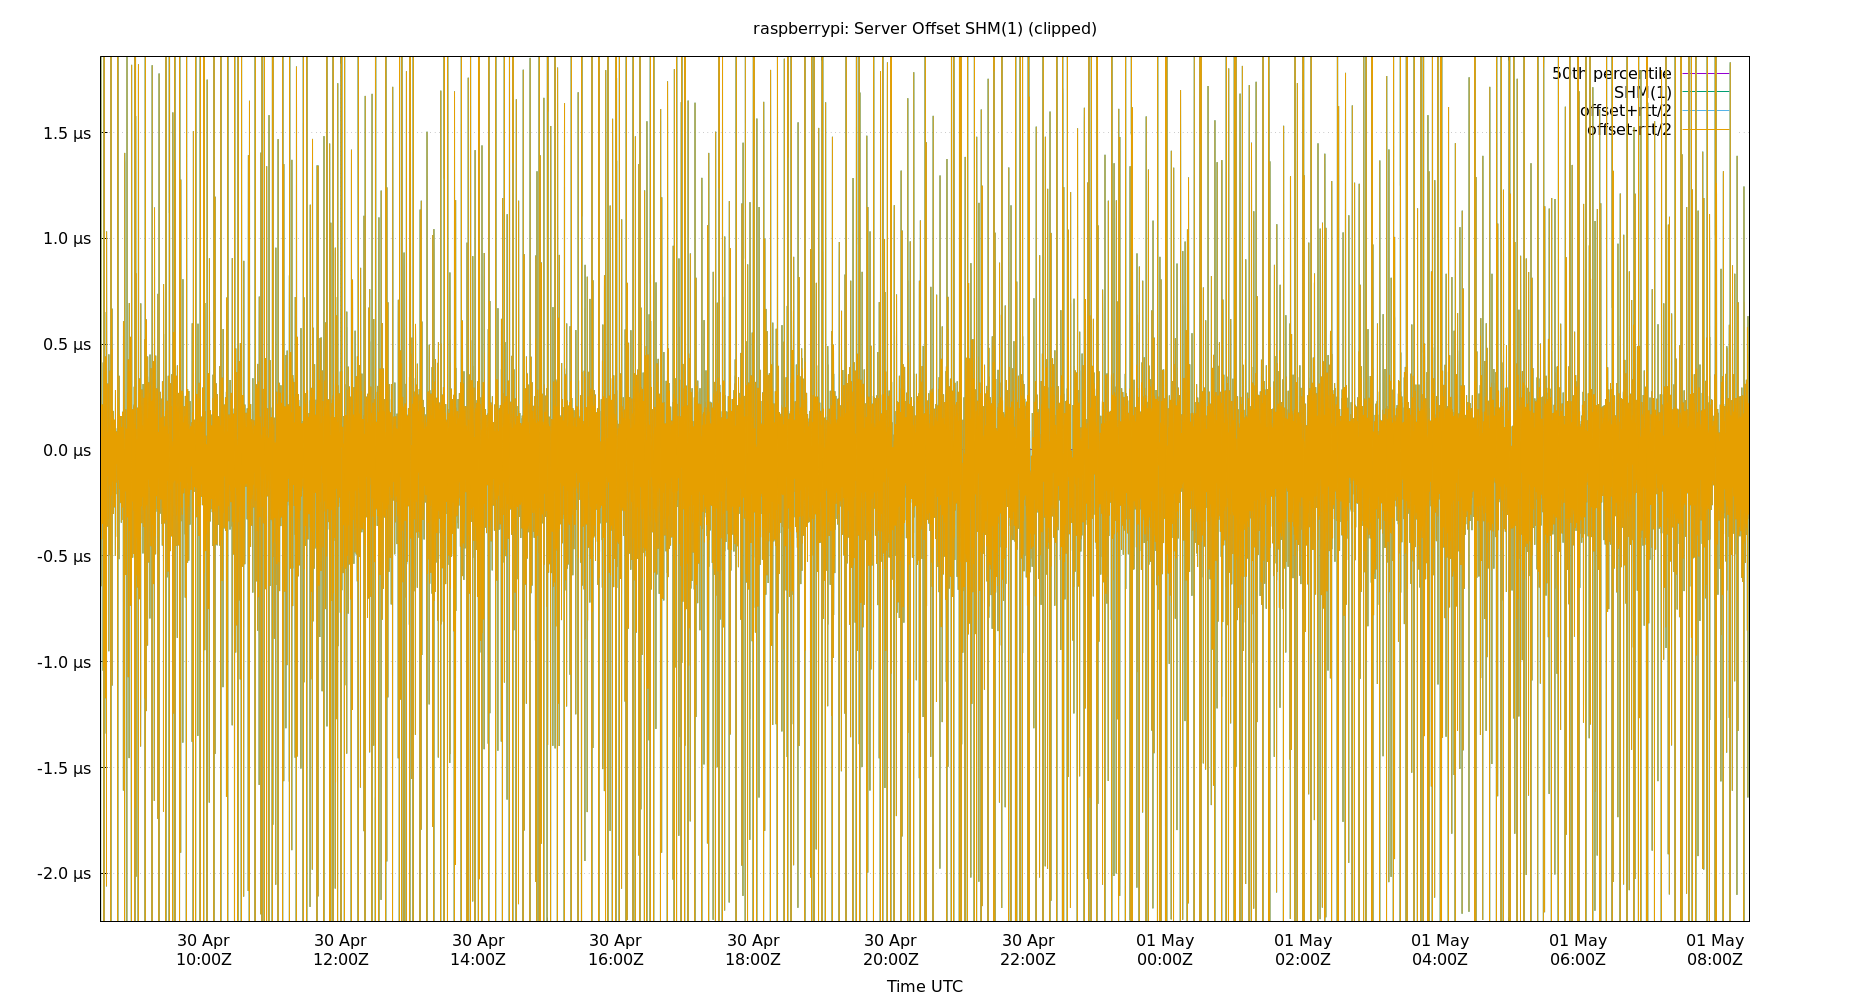 raspberrypi: Server Offset SHM(1) (clipped)
50th percentile
SHM(1)
offset+rtt/2
offset-rtt/2
1.5 µs
1.0 µs
0.5 µs
0.0 µs
-0.5 µs
-1.0 µs
-1.5 µs
-2.0 µs
30 Apr 30 Apr 30 Apr 30 Apr 30 Apr 30 Apr 30 Apr 01 May 01 May 01 May 01 May 01 May
10:00Z 12:00Z 14:00Z 16:00Z 18:00Z 20:00Z 22:00Z 00:00Z 02:00Z 04:00Z 06:00Z 08:00Z
Time UTC